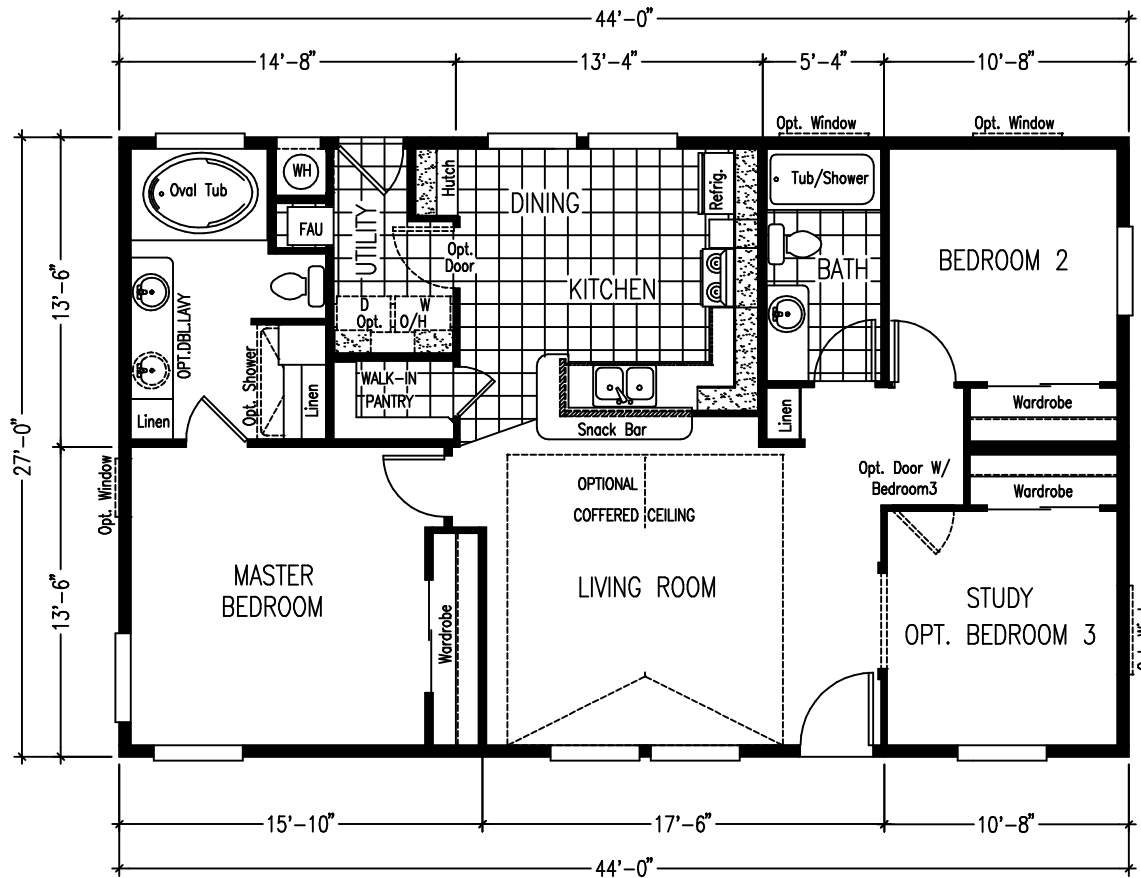 44'-0"
14'-8"
13'-4"
5'-4"
10'-8"
Opt. Window
Opt. Window
Oval Tub
WH
FAU
UTILITY
Hutch
DINING
Refrig.
Tub/Shower
Opt.
Door
KITCHEN
BATH
BEDROOM 2
13'-6"
27'-0"
OPT.DBL.LAVY
D
W
Opt.
O/H
Opt. Shower
Linen
Linen
WALK-IN
PANTRY
Snack Bar
Linen
Wardrobe
Opt. Door W/
Bedroom3
Wardrobe
Opt. Window
OPTIONAL
COFFERED CEILING
MASTER
BEDROOM
LIVING ROOM
STUDY
OPT. BEDROOM 3
13'-6"
Wardrobe
15'-10"
17'-6"
10'-8"
44'-0"